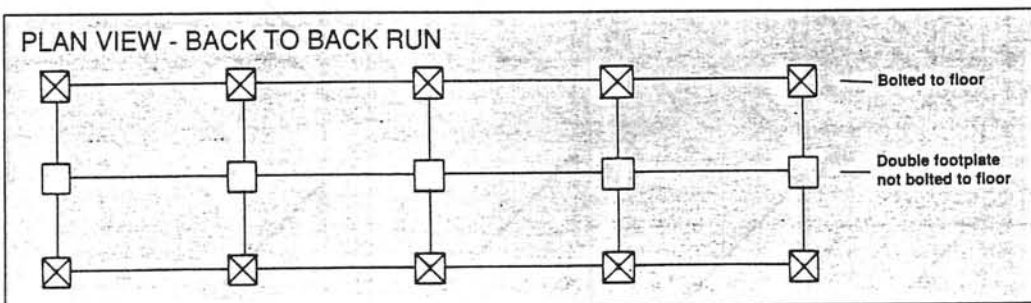 PLAN VIEW - BACK TO BACK RUN
Bolted to floor
Double footplate
not bolted to floor